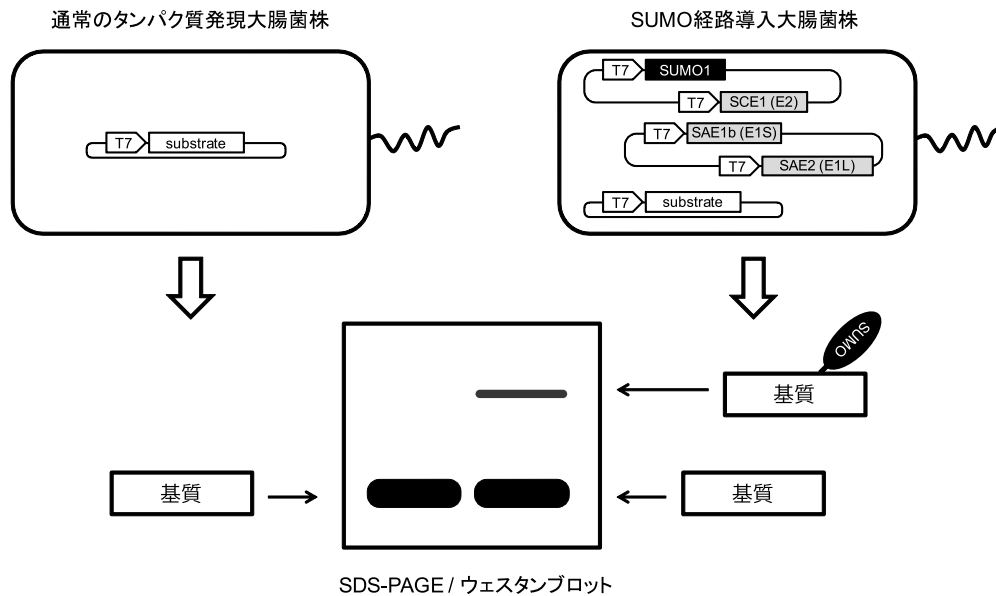 通常のタンパク質発現大腸菌株
SUMO経路導入大腸菌株
T7 substrate
T7 SUMO1
T7 SCE1 (E2)
T7 SAE1b (E1S)
T7 SAE2 (E1L)
T7 substrate
SUMO
基質
基質
基質
SDS-PAGE / ウェスタンブロット